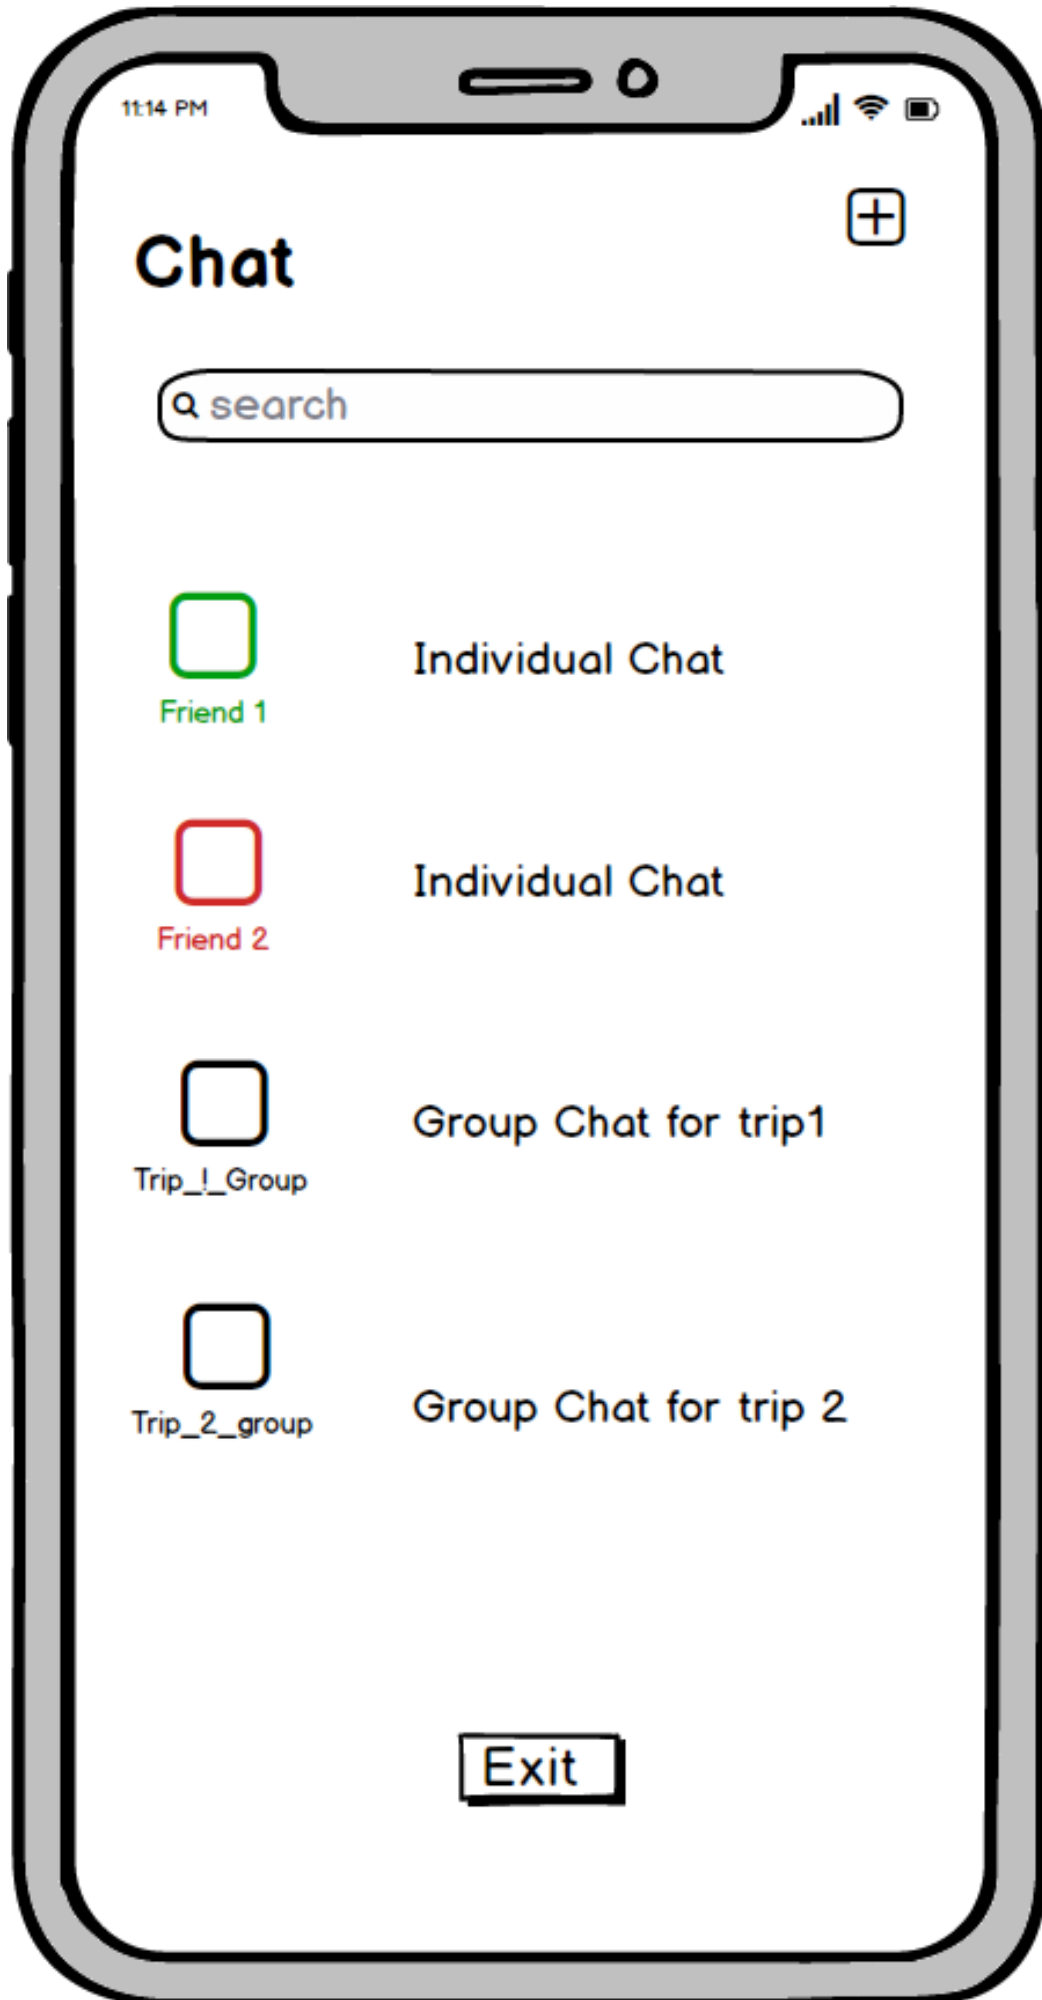 11:14 PM
Chat
search
Individual Chat
Friend 1
Individual Chat
Friend 2
Group Chat for trip1
Trip_!_Group
Group Chat for trip 2
Trip_2_group
Exit